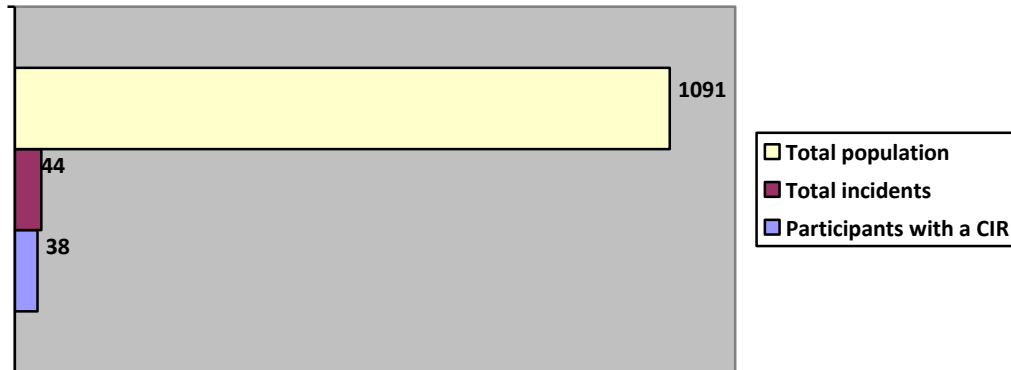 1091
44
38
Total population
Total incidents
Participants with a CIR